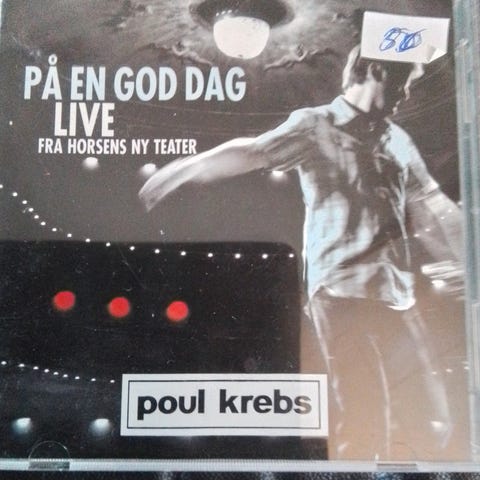 PÅ EN GOD DAG
LIVE
FRA HORSENS NY TEATER
poul krebs